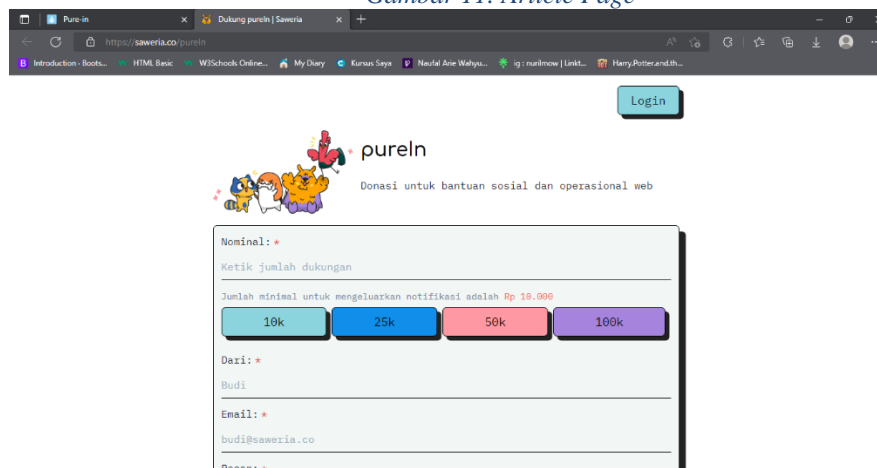 Gambar 11. Article Page
Pure-in
Dukung pureIn | Saweria
https://saweria.co/pureIn
Introduction · Boots...
HTML Basic
W3Schools Online...
My Diary
Kursus Saya
Naufal Arie Wahyu...
ig : nurilmow | Linkt...
Harry.Potter.and.th...
Login
pureIn
Donasi untuk bantuan sosial dan operasional web
Nominal: *
Ketik jumlah dukungan
Jumlah minimal untuk mengeluarkan notifikasi adalah Rp 10.000
10k 25k 50k 100k
Dari: *
Budi
Email: *
budi@saweria.co